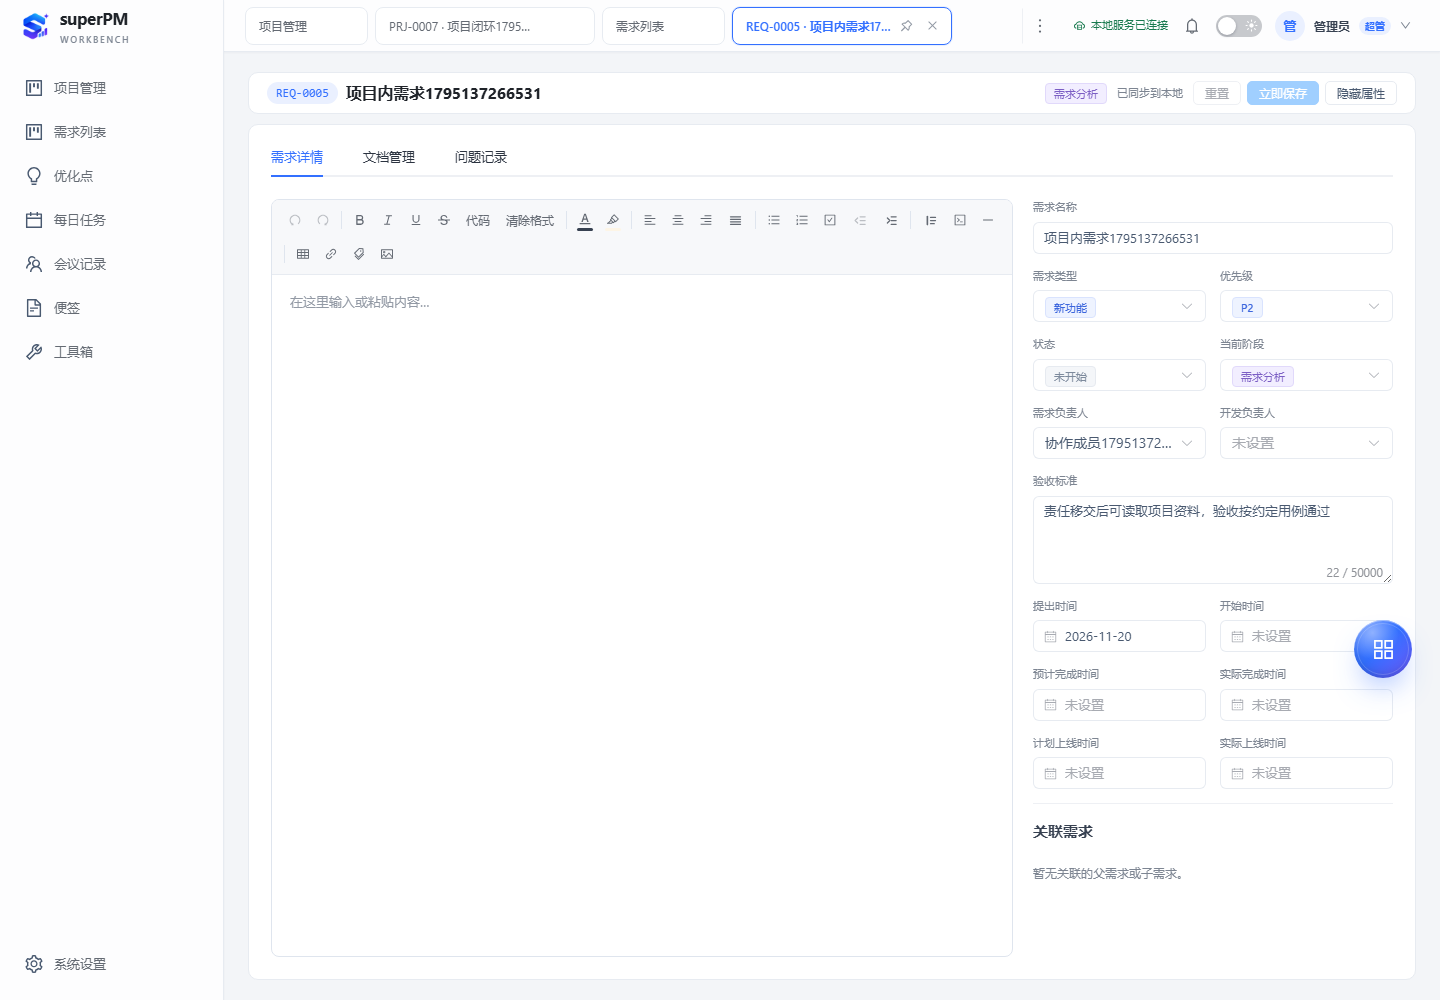 superPM
WORKBENCH
项目管理
需求列表
优化点
每日任务
会议记录
便签
工具箱
系统设置
项目管理
PRJ-0007 · 项目闭环1795...
需求列表
REQ-0005 · 项目内需求17...
本地服务已连接
管
管理员
超管
REQ-0005
项目内需求1795137266531
需求分析
已同步到本地
重置
立即保存
隐藏属性
需求详情
文档管理
问题记录
B I U S 代码 清除格式 A
在这里输入或粘贴内容...
需求名称
项目内需求1795137266531
需求类型
优先级
新功能
P2
状态
当前阶段
未开始
需求分析
需求负责人
开发负责人
协作成员17951372...
未设置
验收标准
责任移交后可读取项目资料，验收按约定用例通过
22 / 50000
提出时间
开始时间
2026-11-20
未设置
预计完成时间
实际完成时间
未设置
未设置
计划上线时间
实际上线时间
未设置
未设置
关联需求
暂无关联的父需求或子需求。